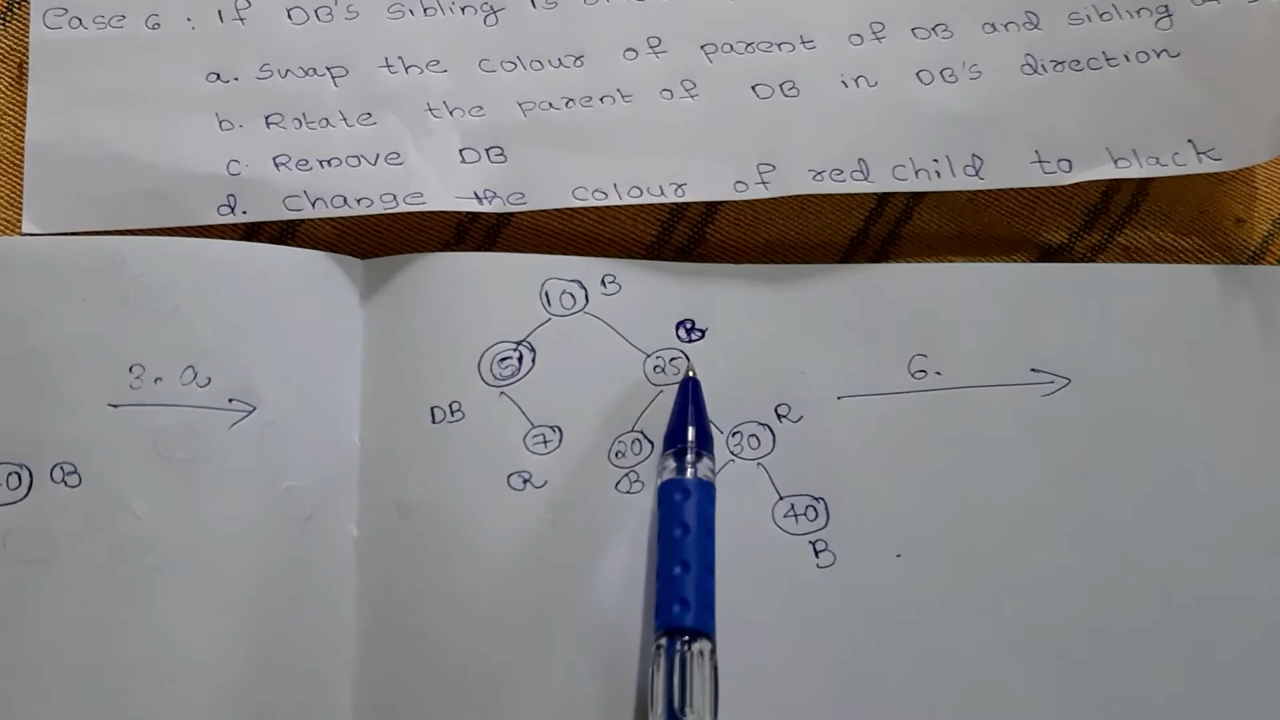 Case 6 : If DB's sibling is
a. swap the colour of parent of DB and sibling
b. Rotate the parent of DB in DB's direction
c. Remove DB
d. change the colour of red child to black
10 B
3. a
5
25
6.
DB
7
20
30
R
R
B
0 B
40
B